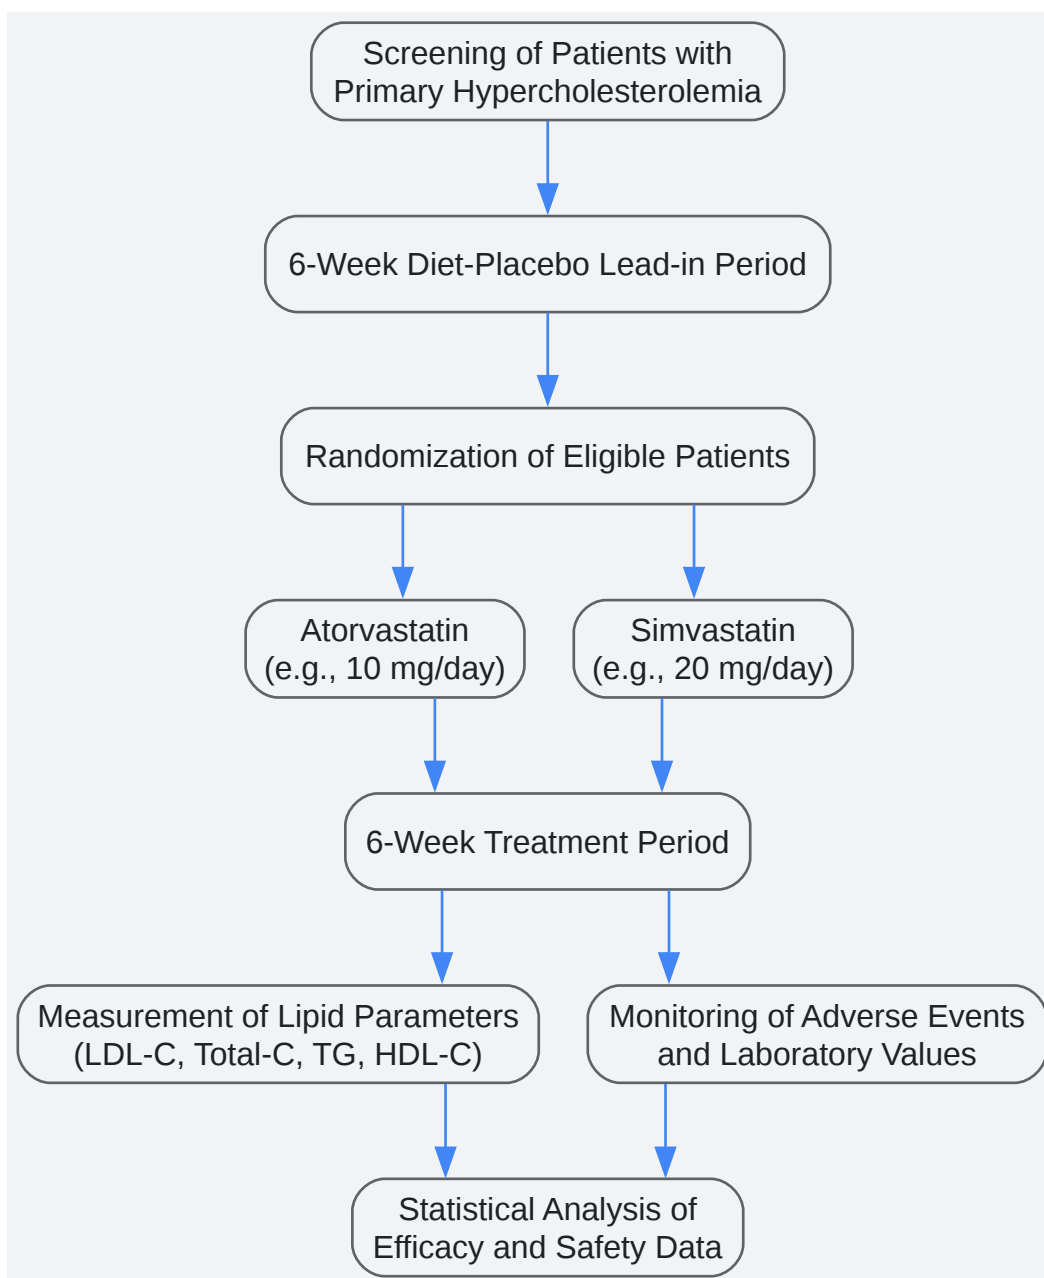 Screening of Patients with
Primary Hypercholesterolemia
6-Week Diet-Placebo Lead-in Period
Randomization of Eligible Patients
Atorvastatin
(e.g., 10 mg/day)
Simvastatin
(e.g., 20 mg/day)
6-Week Treatment Period
Measurement of Lipid Parameters
(LDL-C, Total-C, TG, HDL-C)
Monitoring of Adverse Events
and Laboratory Values
Statistical Analysis of
Efficacy and Safety Data